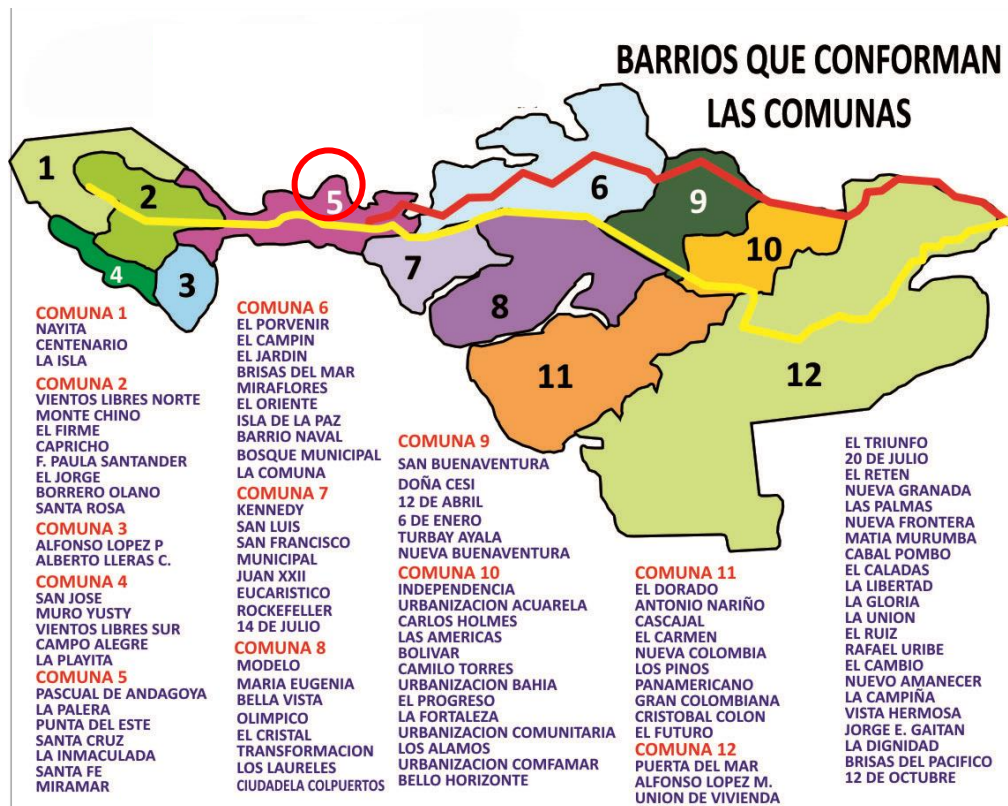 BARRIOS QUE CONFORMAN
LAS COMUNAS
1
2
3
4
5
6
7
8
9
10
11
12
COMUNA 1
NAYITA
CENTENARIO
LA ISLA
COMUNA 2
VIENTOS LIBRES NORTE
MONTE CHINO
EL FIRME
CAPRICHO
F. PAULA SANTANDER
EL JORGE
BORRERO OLANO
SANTA ROSA
COMUNA 3
ALFONSO LOPEZ P
ALBERTO LLERAS C.
COMUNA 4
SAN JOSE
MURO YUSTY
VIENTOS LIBRES SUR
CAMPO ALEGRE
LA PLAYITA
COMUNA 5
PASCUAL DE ANDAGOYA
LA PALERA
PUNTA DEL ESTE
SANTA CRUZ
LA INMACULADA
SANTA FE
MIRAMAR
COMUNA 6
EL PORVENIR
EL CAMPIN
EL JARDIN
BRISAS DEL MAR
MIRAFLORES
EL ORIENTE
ISLA DE LA PAZ
BARRIO NAVAL
BOSQUE MUNICIPAL
LA COMUNA
COMUNA 7
KENNEDY
SAN LUIS
SAN FRANCISCO
MUNICIPAL
JUAN XXII
EUCARISTICO
ROCKEFELLER
14 DE JULIO
COMUNA 8
MODELO
MARIA EUGENIA
BELLA VISTA
OLIMPICO
EL CRISTAL
TRANSFORMACION
LOS LAURELES
CIUDADELA COLPUERTOS
COMUNA 9
SAN BUENAVENTURA
DOÑA CESI
12 DE ABRIL
6 DE ENERO
TURBAY AYALA
NUEVA BUENAVENTURA
COMUNA 10
INDEPENDENCIA
URBANIZACION ACUARELA
CARLOS HOLMES
LAS AMERICAS
BOLIVAR
CAMILO TORRES
URBANIZACION BAHIA
EL PROGRESO
LA FORTALEZA
URBANIZACION COMUNITARIA
LOS ALAMOS
URBANIZACION COMFAMAR
BELLO HORIZONTE
COMUNA 11
EL DORADO
ANTONIO NARIÑO
CASCAJAL
EL CARMEN
NUEVA COLOMBIA
LOS PINOS
PANAMERICANO
GRAN COLOMBIANA
CRISTOBAL COLON
EL FUTURO
COMUNA 12
PUERTA DEL MAR
ALFONSO LOPEZ M.
UNION DE VIVIENDA
EL TRIUNFO
20 DE JULIO
EL RETEN
NUEVA GRANADA
LAS PALMAS
NUEVA FRONTERA
MATIA MURUMBA
CABAL POMBO
EL CALADAS
LA LIBERTAD
LA GLORIA
LA UNION
EL RUIZ
RAFAEL URIBE
EL CAMBIO
NUEVO AMANECER
LA CAMPIÑA
VISTA HERMOSA
JORGE E. GAITAN
LA DIGNIDAD
BRISAS DEL PACIFICO
12 DE OCTUBRE